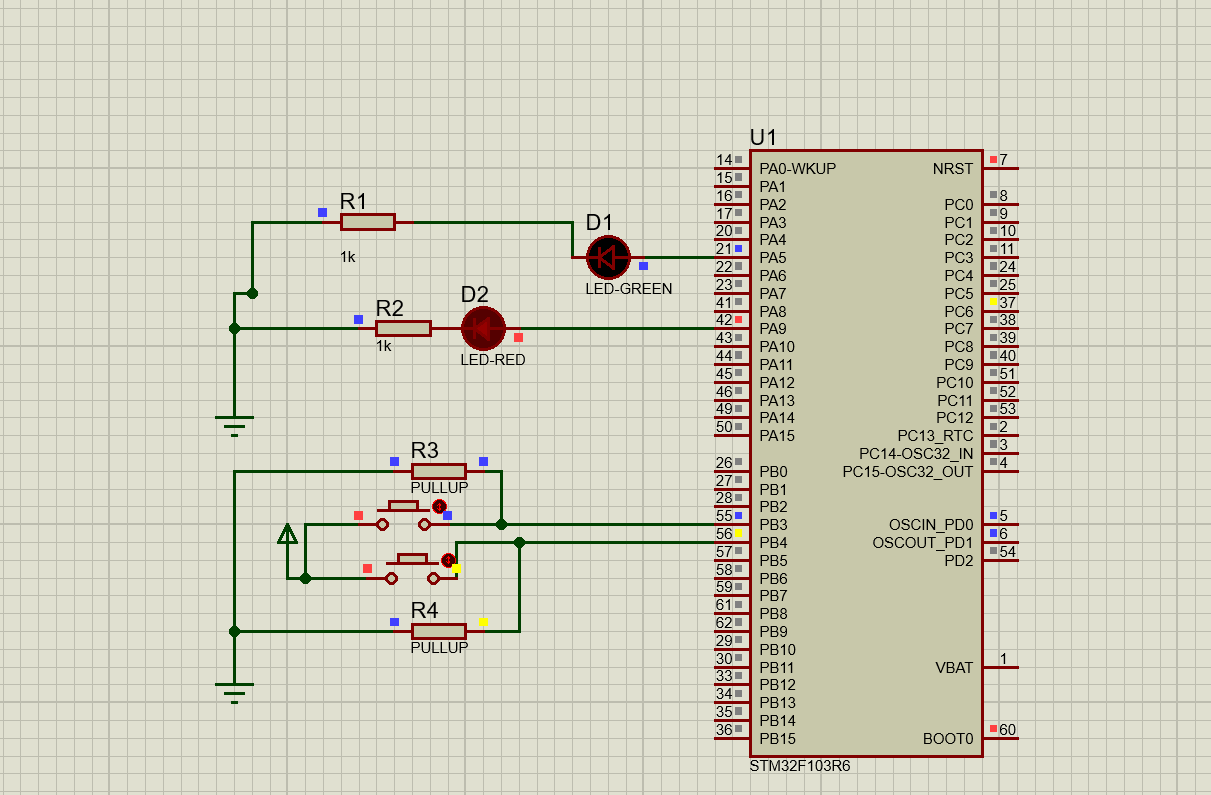 U1
R1
1k
D1
LED-GREEN
R2
1k
D2
LED-RED
R3
PULLUP
R4
PULLUP
14 PA0-WKUP
15 PA1
16 PA2
17 PA3
20 PA4
21 PA5
22 PA6
23 PA7
41 PA8
42 PA9
43 PA10
44 PA11
45 PA12
46 PA13
49 PA14
50 PA15
26 PB0
27 PB1
28 PB2
55 PB3
56 PB4
57 PB5
58 PB6
59 PB7
61 PB8
62 PB9
29 PB10
30 PB11
33 PB12
34 PB13
35 PB14
36 PB15
NRST 7
PC0 8
PC1 9
PC2 10
PC3 11
PC4 24
PC5 25
PC6 37
PC7 38
PC8 39
PC9 40
PC10 51
PC11 52
PC12 53
PC13_RTC 2
PC14-OSC32_IN 3
PC15-OSC32_OUT 4
OSCIN_PD0 5
OSCOUT_PD1 6
PD2 54
VBAT 1
BOOT0 60
STM32F103R6